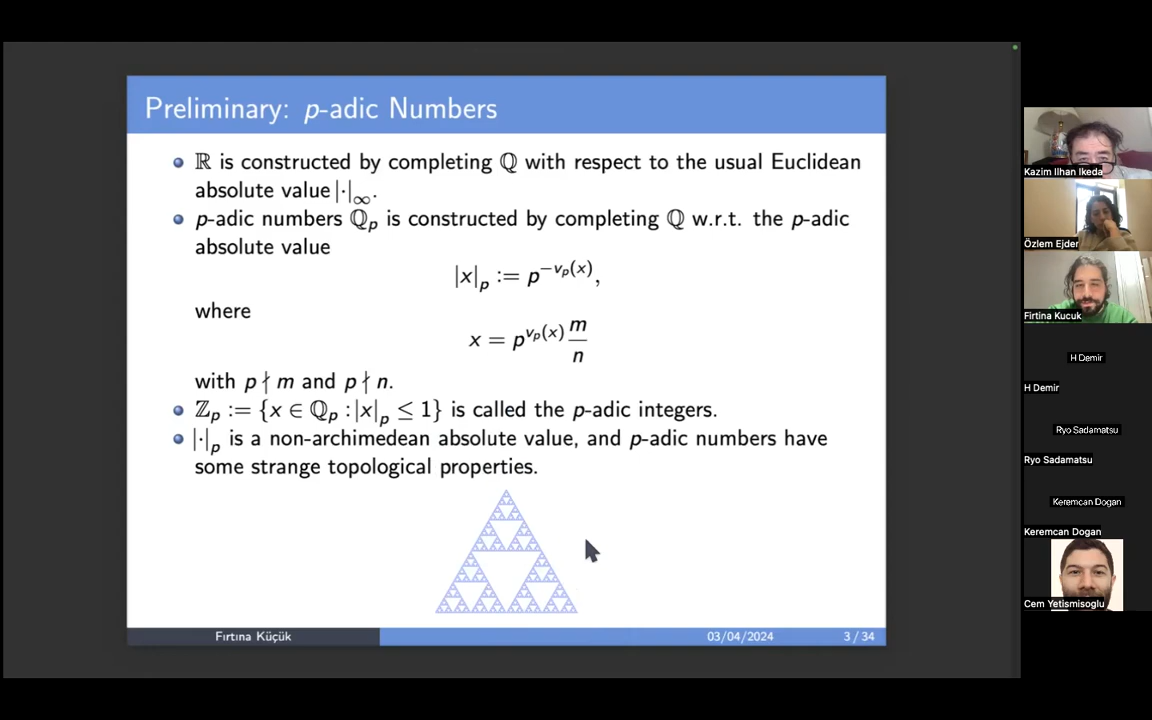 Preliminary: p-adic Numbers
ℝ is constructed by completing ℚ with respect to the usual Euclidean
absolute value |·|∞.
p-adic numbers ℚp is constructed by completing ℚ w.r.t. the p-adic
absolute value
|x|p := p^{-vp(x)},
where
x = p^{vp(x)} m/n
with p ∤ m and p ∤ n.
ℤp := {x ∈ ℚp : |x|p ≤ 1} is called the p-adic integers.
|·|p is a non-archimedean absolute value, and p-adic numbers have
some strange topological properties.
Fırtına Küçük
03/04/2024
3 / 34
Kazim Ilhan Ikeda
Özlem Ejder
Firtina Kucuk
H Demir
H Demir
Ryo Sadamatsu
Ryo Sadamatsu
Keremcan Dogan
Keremcan Dogan
Cem Yetismisoglu